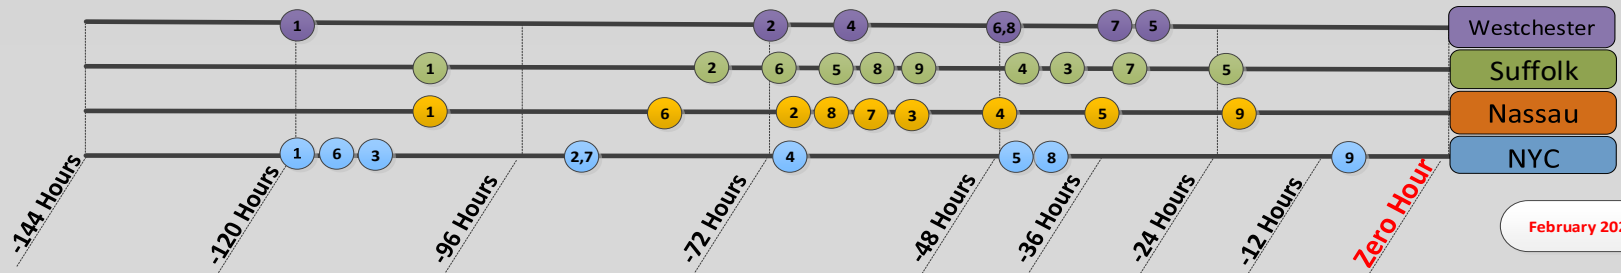 1 2 4 6,8 7 5 Westchester
1 2 6 5 8 9 4 3 7 5 Suffolk
1 6 2 8 7 3 4 5 9 Nassau
1 6 3 2,7 4 5 8 9 NYC
-144 Hours
-120 Hours
-96 Hours
-72 Hours
-48 Hours
-36 Hours
-24 Hours
-12 Hours
Zero Hour
February